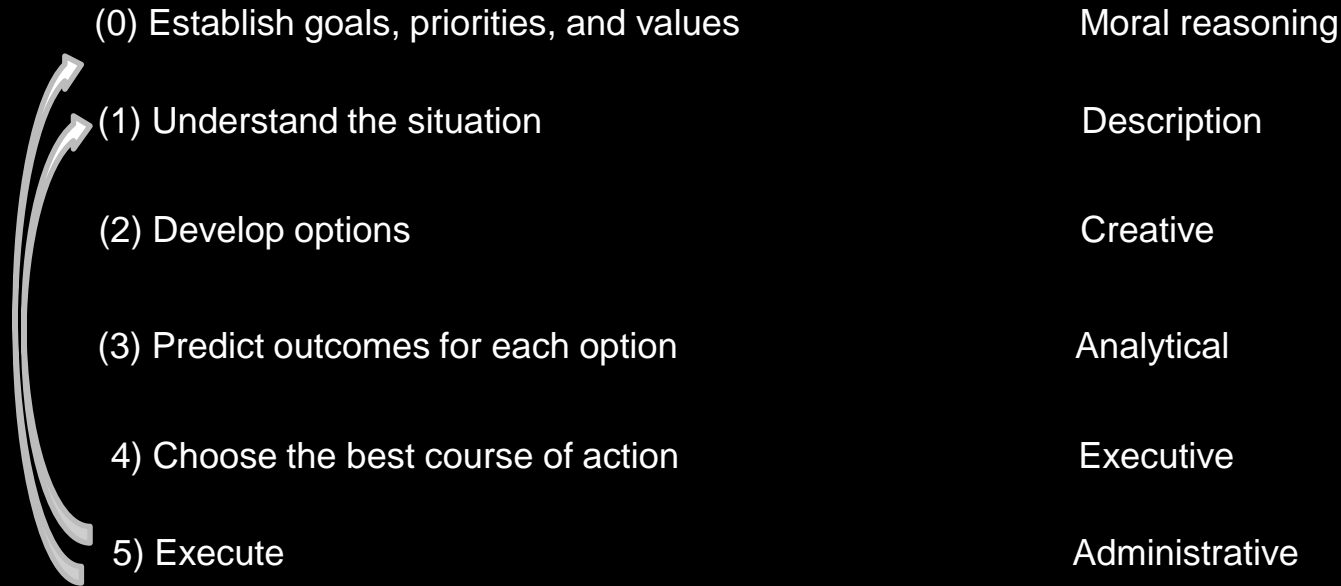 (0) Establish goals, priorities, and values Moral reasoning
(1) Understand the situation Description
(2) Develop options Creative
(3) Predict outcomes for each option Analytical
4) Choose the best course of action Executive
5) Execute Administrative